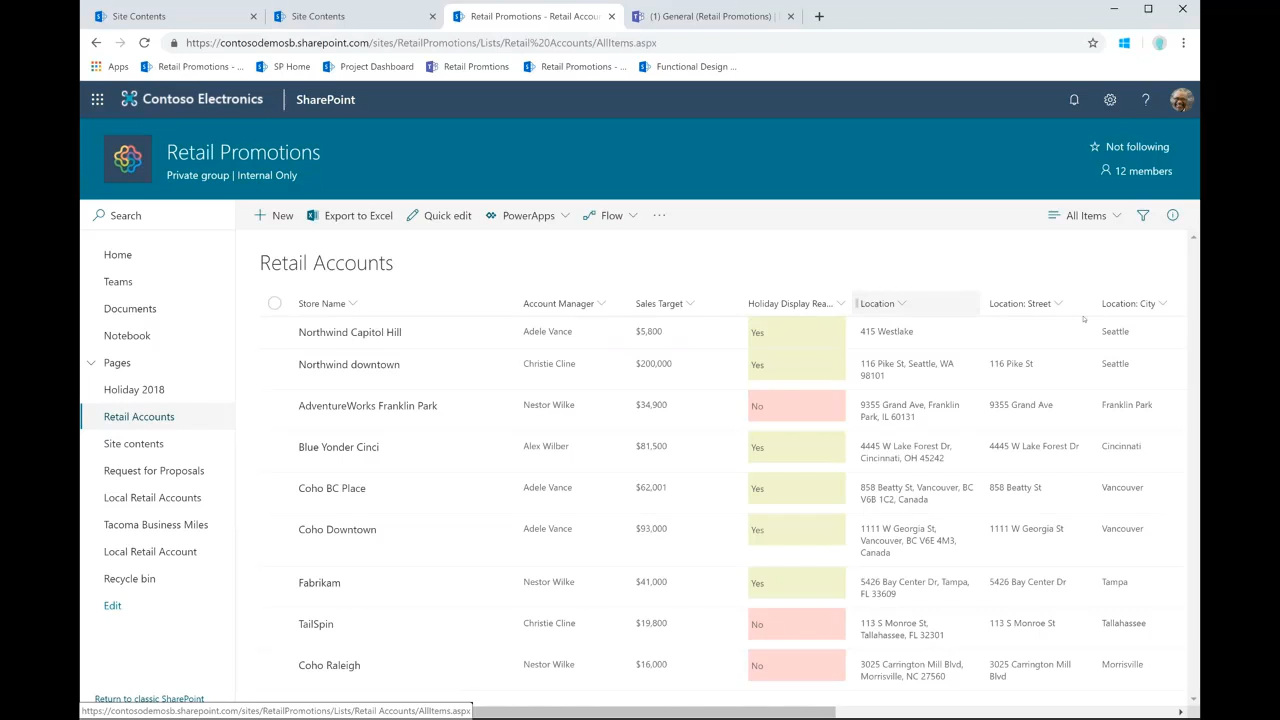 Site Contents
Site Contents
Retail Promotions - Retail Accou
(1) General (Retail Promotions) |
https://contosodemosb.sharepoint.com/sites/RetailPromotions/Lists/Retail%20Accounts/AllItems.aspx
Apps
Retail Promotions - ...
SP Home
Project Dashboard
Retail Promtions
Retail Promotions - ...
Functional Design ...
Contoso Electronics
SharePoint
Retail Promotions
Private group | Internal Only
Not following
12 members
Search
New
Export to Excel
Quick edit
PowerApps
Flow
...
All Items
Home
Teams
Documents
Notebook
Pages
Holiday 2018
Retail Accounts
Site contents
Request for Proposals
Local Retail Accounts
Tacoma Business Miles
Local Retail Account
Recycle bin
Edit
Return to classic SharePoint
Retail Accounts
Store Name Account Manager Sales Target Holiday Display Rea... Location Location: Street Location: City
Northwind Capitol Hill Adele Vance $5,800 Yes 415 Westlake Seattle
Northwind downtown Christie Cline $200,000 Yes 116 Pike St, Seattle, WA 116 Pike St Seattle
98101
AdventureWorks Franklin Park Nestor Wilke $34,900 No 9355 Grand Ave, Franklin 9355 Grand Ave Franklin Park
Park, IL 60131
Blue Yonder Cinci Alex Wilber $81,500 Yes 4445 W Lake Forest Dr, 4445 W Lake Forest Dr Cincinnati
Cincinnati, OH 45242
Coho BC Place Adele Vance $62,001 Yes 858 Beatty St, Vancouver, BC 858 Beatty St Vancouver
V6B 1C2, Canada
Coho Downtown Adele Vance $93,000 Yes 1111 W Georgia St, 1111 W Georgia St Vancouver
Vancouver, BC V6E 4M3,
Canada
Fabrikam Nestor Wilke $41,000 Yes 5426 Bay Center Dr, Tampa, 5426 Bay Center Dr Tampa
FL 33609
TailSpin Christie Cline $19,800 No 113 S Monroe St, 113 S Monroe St Tallahassee
Tallahassee, FL 32301
Coho Raleigh Nestor Wilke $16,000 No 3025 Carrington Mill Blvd, 3025 Carrington Mill Morrisville
Morrisville, NC 27560 Blvd
https://contosodemosb.sharepoint.com/sites/RetailPromotions/Lists/Retail Accounts/AllItems.aspx